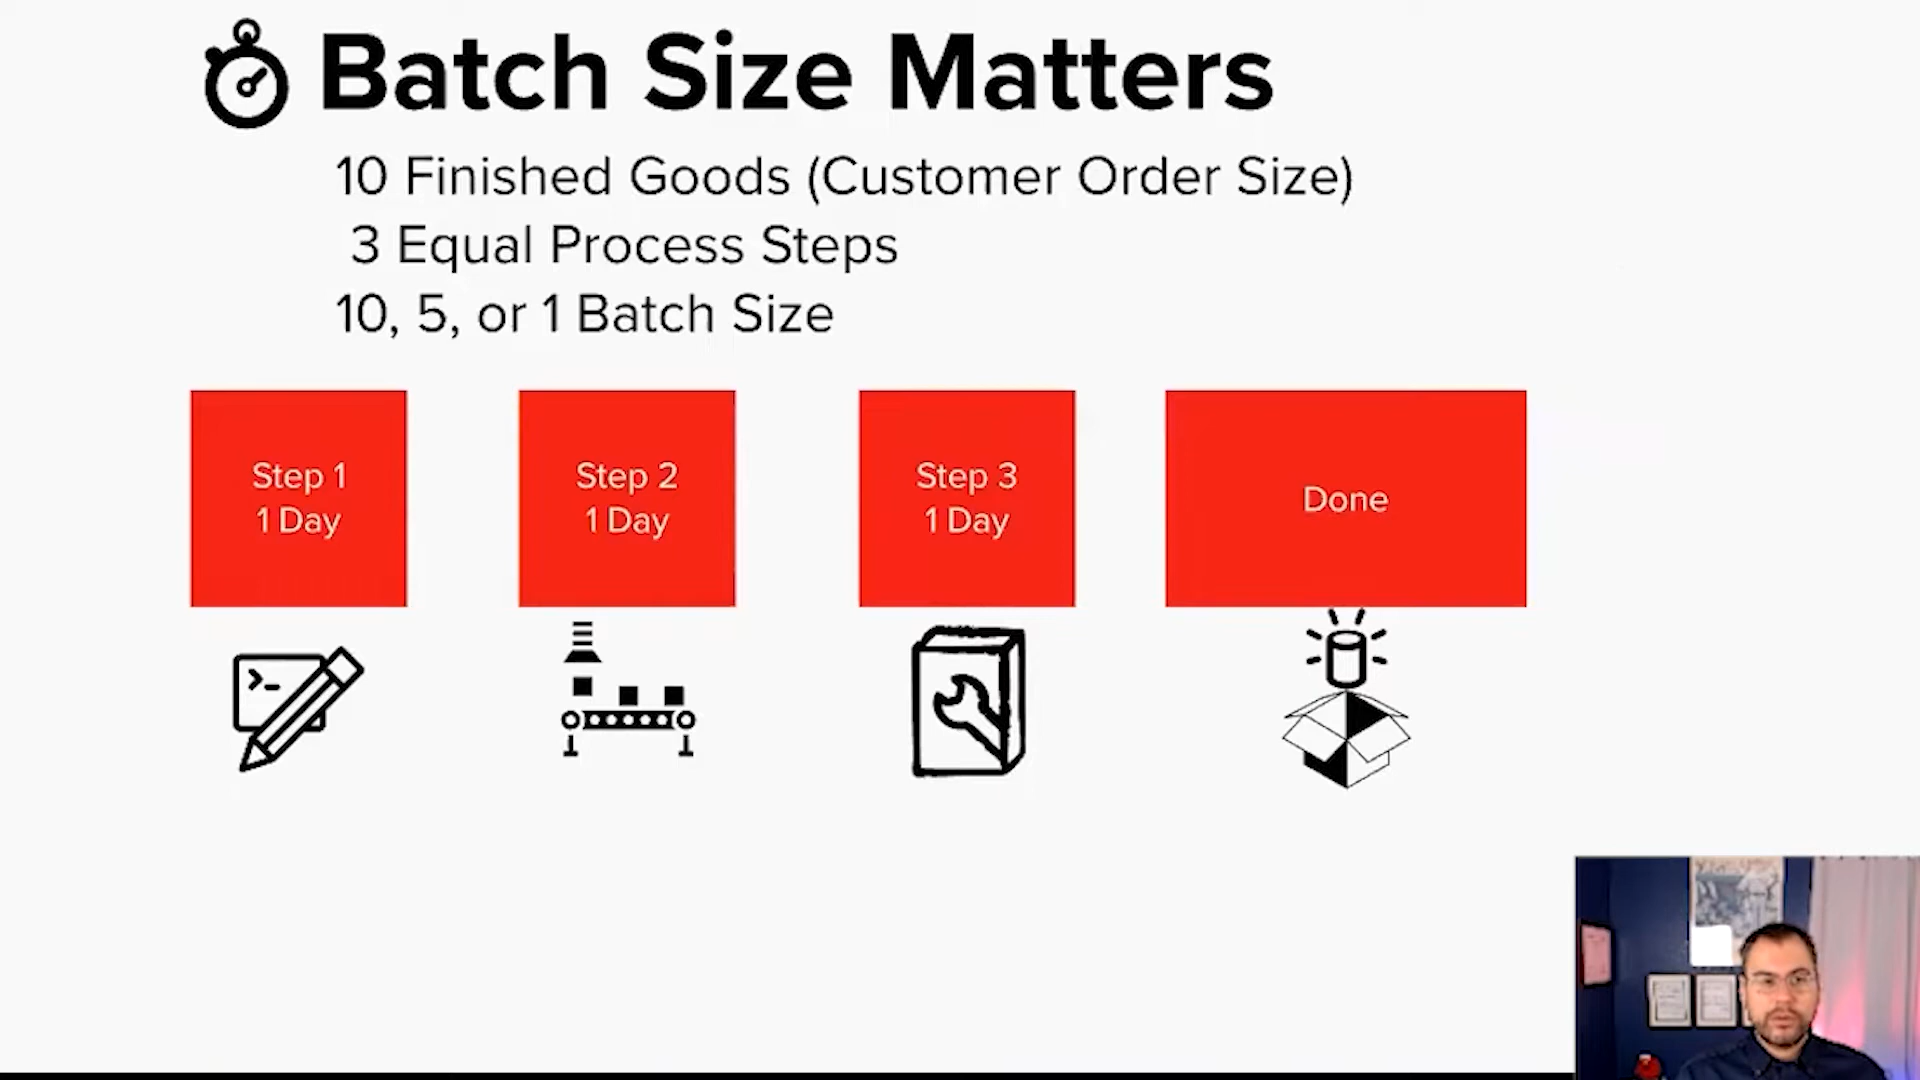 Batch Size Matters
10 Finished Goods (Customer Order Size)
3 Equal Process Steps
10, 5, or 1 Batch Size
Step 1
1 Day
Step 2
1 Day
Step 3
1 Day
Done